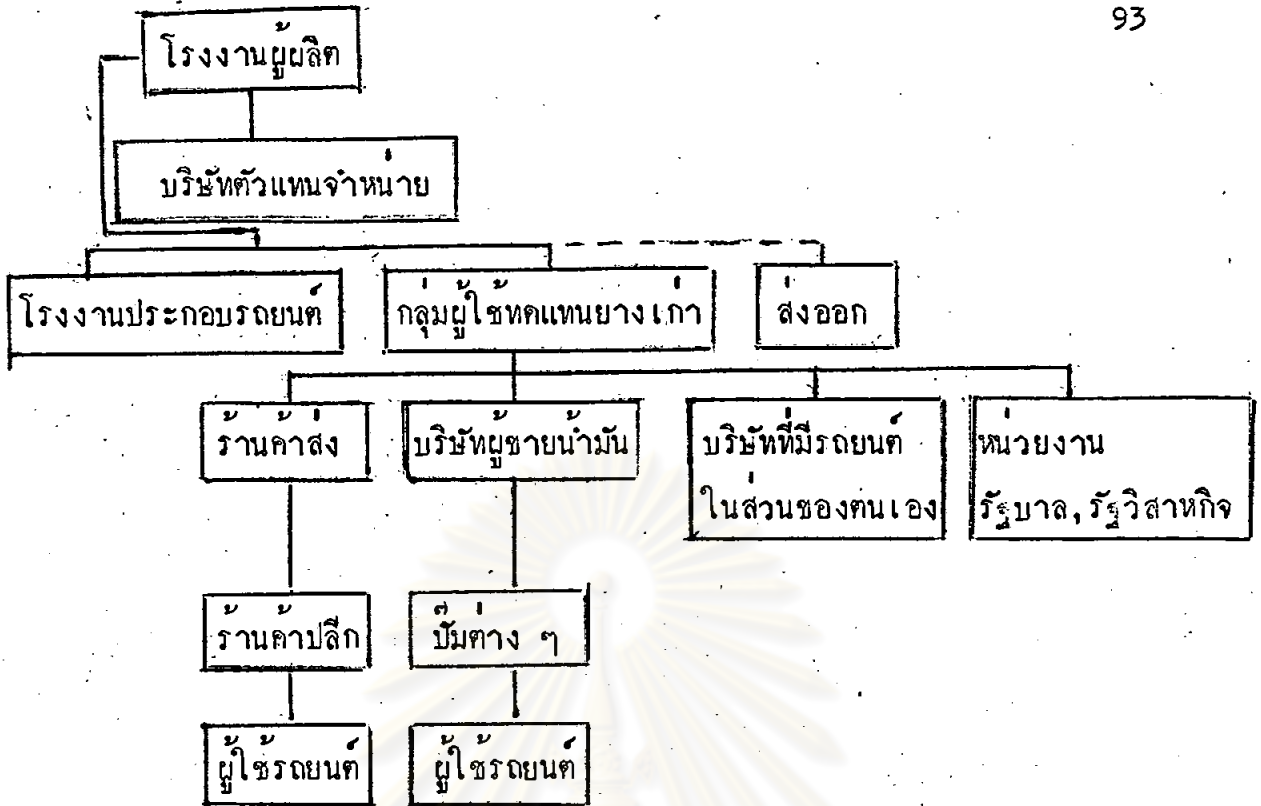 93
โรงงานผู้ผลิต
บริษัทตัวแทนจำหน่าย
โรงงานประกอบรถยนต์
กลุ่มผู้ใช้ทดแทนยางเก่า
ส่งออก
ร้านค้าส่ง
บริษัทผู้ขายน้ำมัน
บริษัทที่มีรถยนต์
ในส่วนของตนเอง
หน่วยงาน
รัฐบาล, รัฐวิสาหกิจ
ร้านค้าปลีก
ปั๊มต่าง ๆ
ผู้ใช้รถยนต์
ผู้ใช้รถยนต์